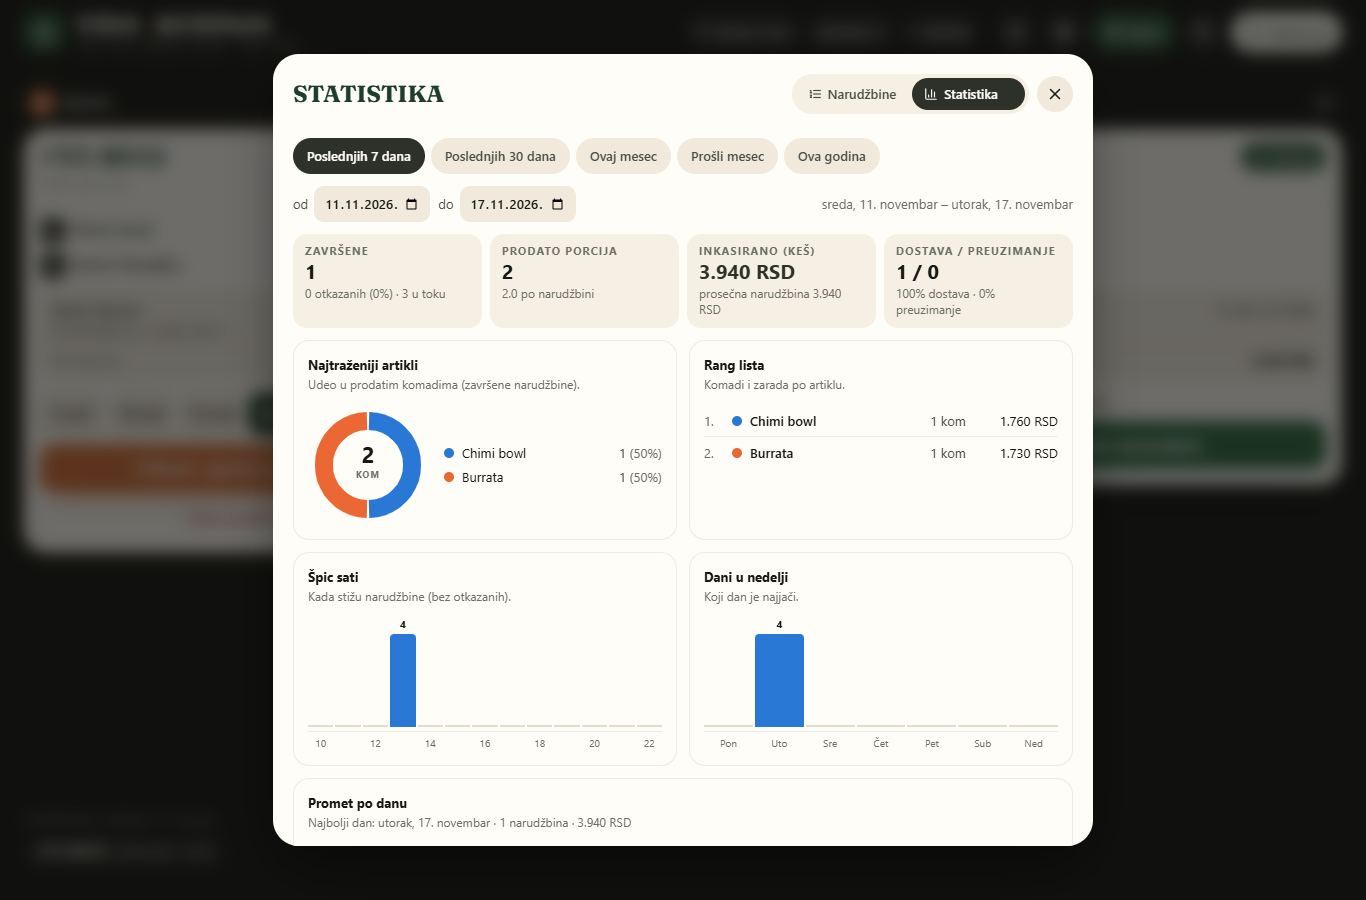 STATISTIKA
Narudžbine
Statistika
Poslednjih 7 dana
Poslednjih 30 dana
Ovaj mesec
Prošli mesec
Ova godina
od 11.11.2026. do 17.11.2026.
sreda, 11. novembar – utorak, 17. novembar
ZAVRŠENE
1
0 otkazanih (0%) · 3 u toku
PRODATO PORCIJA
2
2.0 po narudžbini
INKASIRANO (KEŠ)
3.940 RSD
prosečna narudžbina 3.940
RSD
DOSTAVA / PREUZIMANJE
1 / 0
100% dostava · 0%
preuzimanje
Najtraženiji artikli
Udeo u prodatim komadima (završene narudžbine).
2
KOM
Chimi bowl 1 (50%)
Burrata 1 (50%)
Rang lista
Komadi i zarada po artiklu.
1. Chimi bowl 1 kom 1.760 RSD
2. Burrata 1 kom 1.730 RSD
Špic sati
Kada stižu narudžbine (bez otkazanih).
4
10 12 14 16 18 20 22
Dani u nedelji
Koji dan je najjači.
4
Pon Uto Sre Čet Pet Sub Ned
Promet po danu
Najbolji dan: utorak, 17. novembar · 1 narudžbina · 3.940 RSD